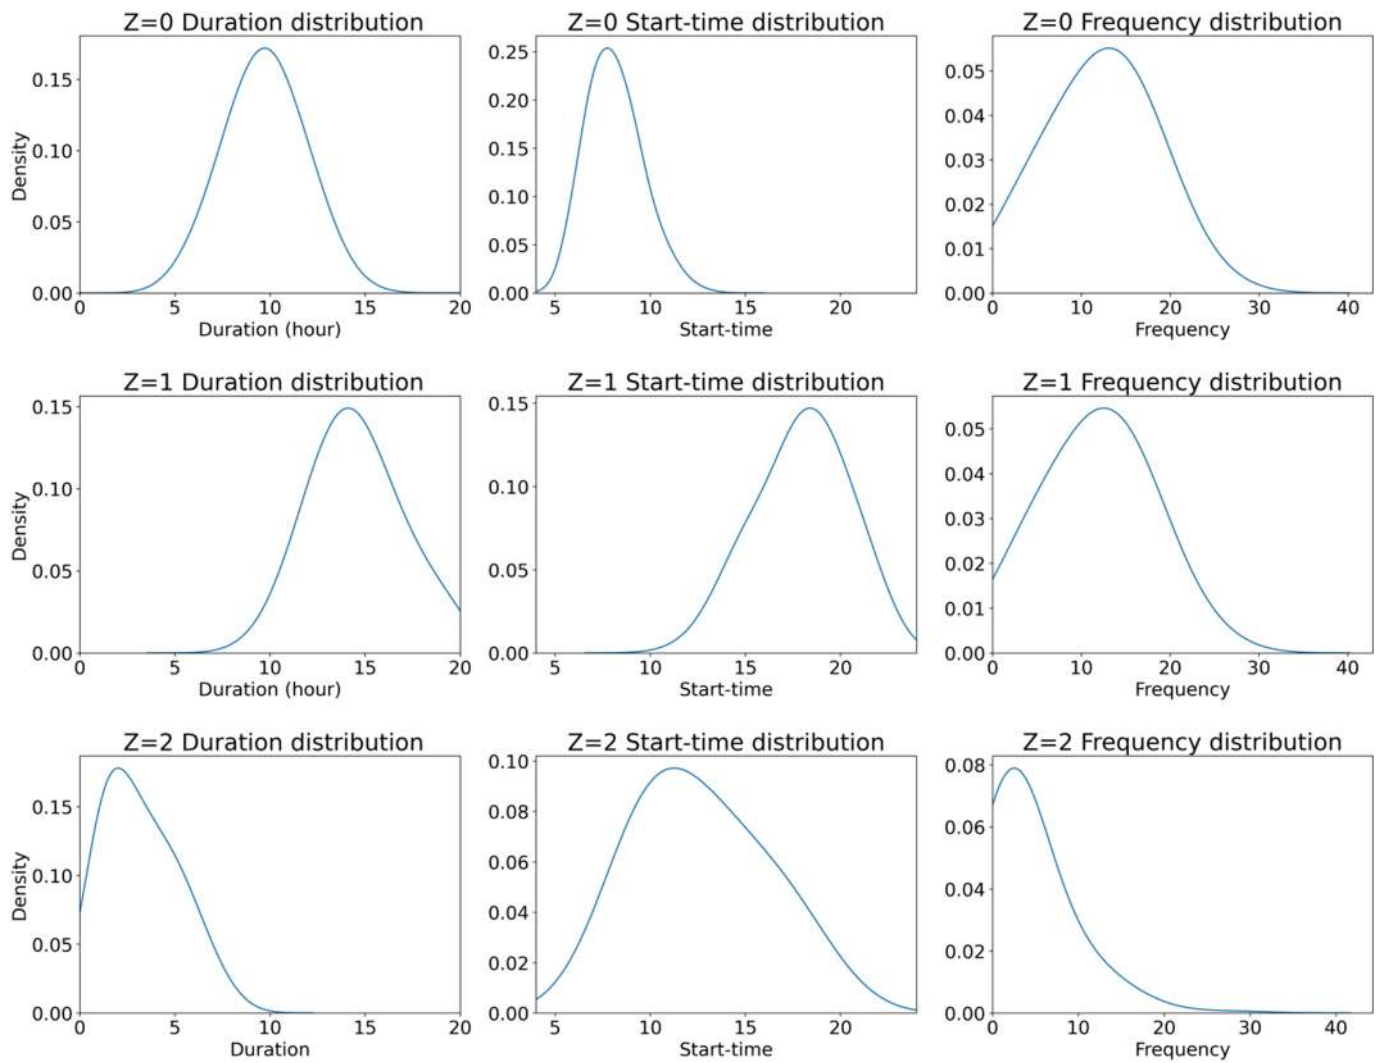 Z=0 Duration distribution
Z=0 Start-time distribution
Z=0 Frequency distribution
Density
0.15
0.10
0.05
0.00
0 5 10 15 20
Duration (hour)
0.25
0.20
0.15
0.10
0.05
0.00
5 10 15 20
Start-time
0.05
0.04
0.03
0.02
0.01
0.00
0 10 20 30 40
Frequency
Z=1 Duration distribution
Z=1 Start-time distribution
Z=1 Frequency distribution
Density
0.15
0.10
0.05
0.00
0 5 10 15 20
Duration (hour)
0.15
0.10
0.05
0.00
5 10 15 20
Start-time
0.05
0.04
0.03
0.02
0.01
0.00
0 10 20 30 40
Frequency
Z=2 Duration distribution
Z=2 Start-time distribution
Z=2 Frequency distribution
Density
0.15
0.10
0.05
0.00
0 5 10 15 20
Duration
0.10
0.08
0.06
0.04
0.02
0.00
5 10 15 20
Start-time
0.08
0.06
0.04
0.02
0.00
0 10 20 30 40
Frequency